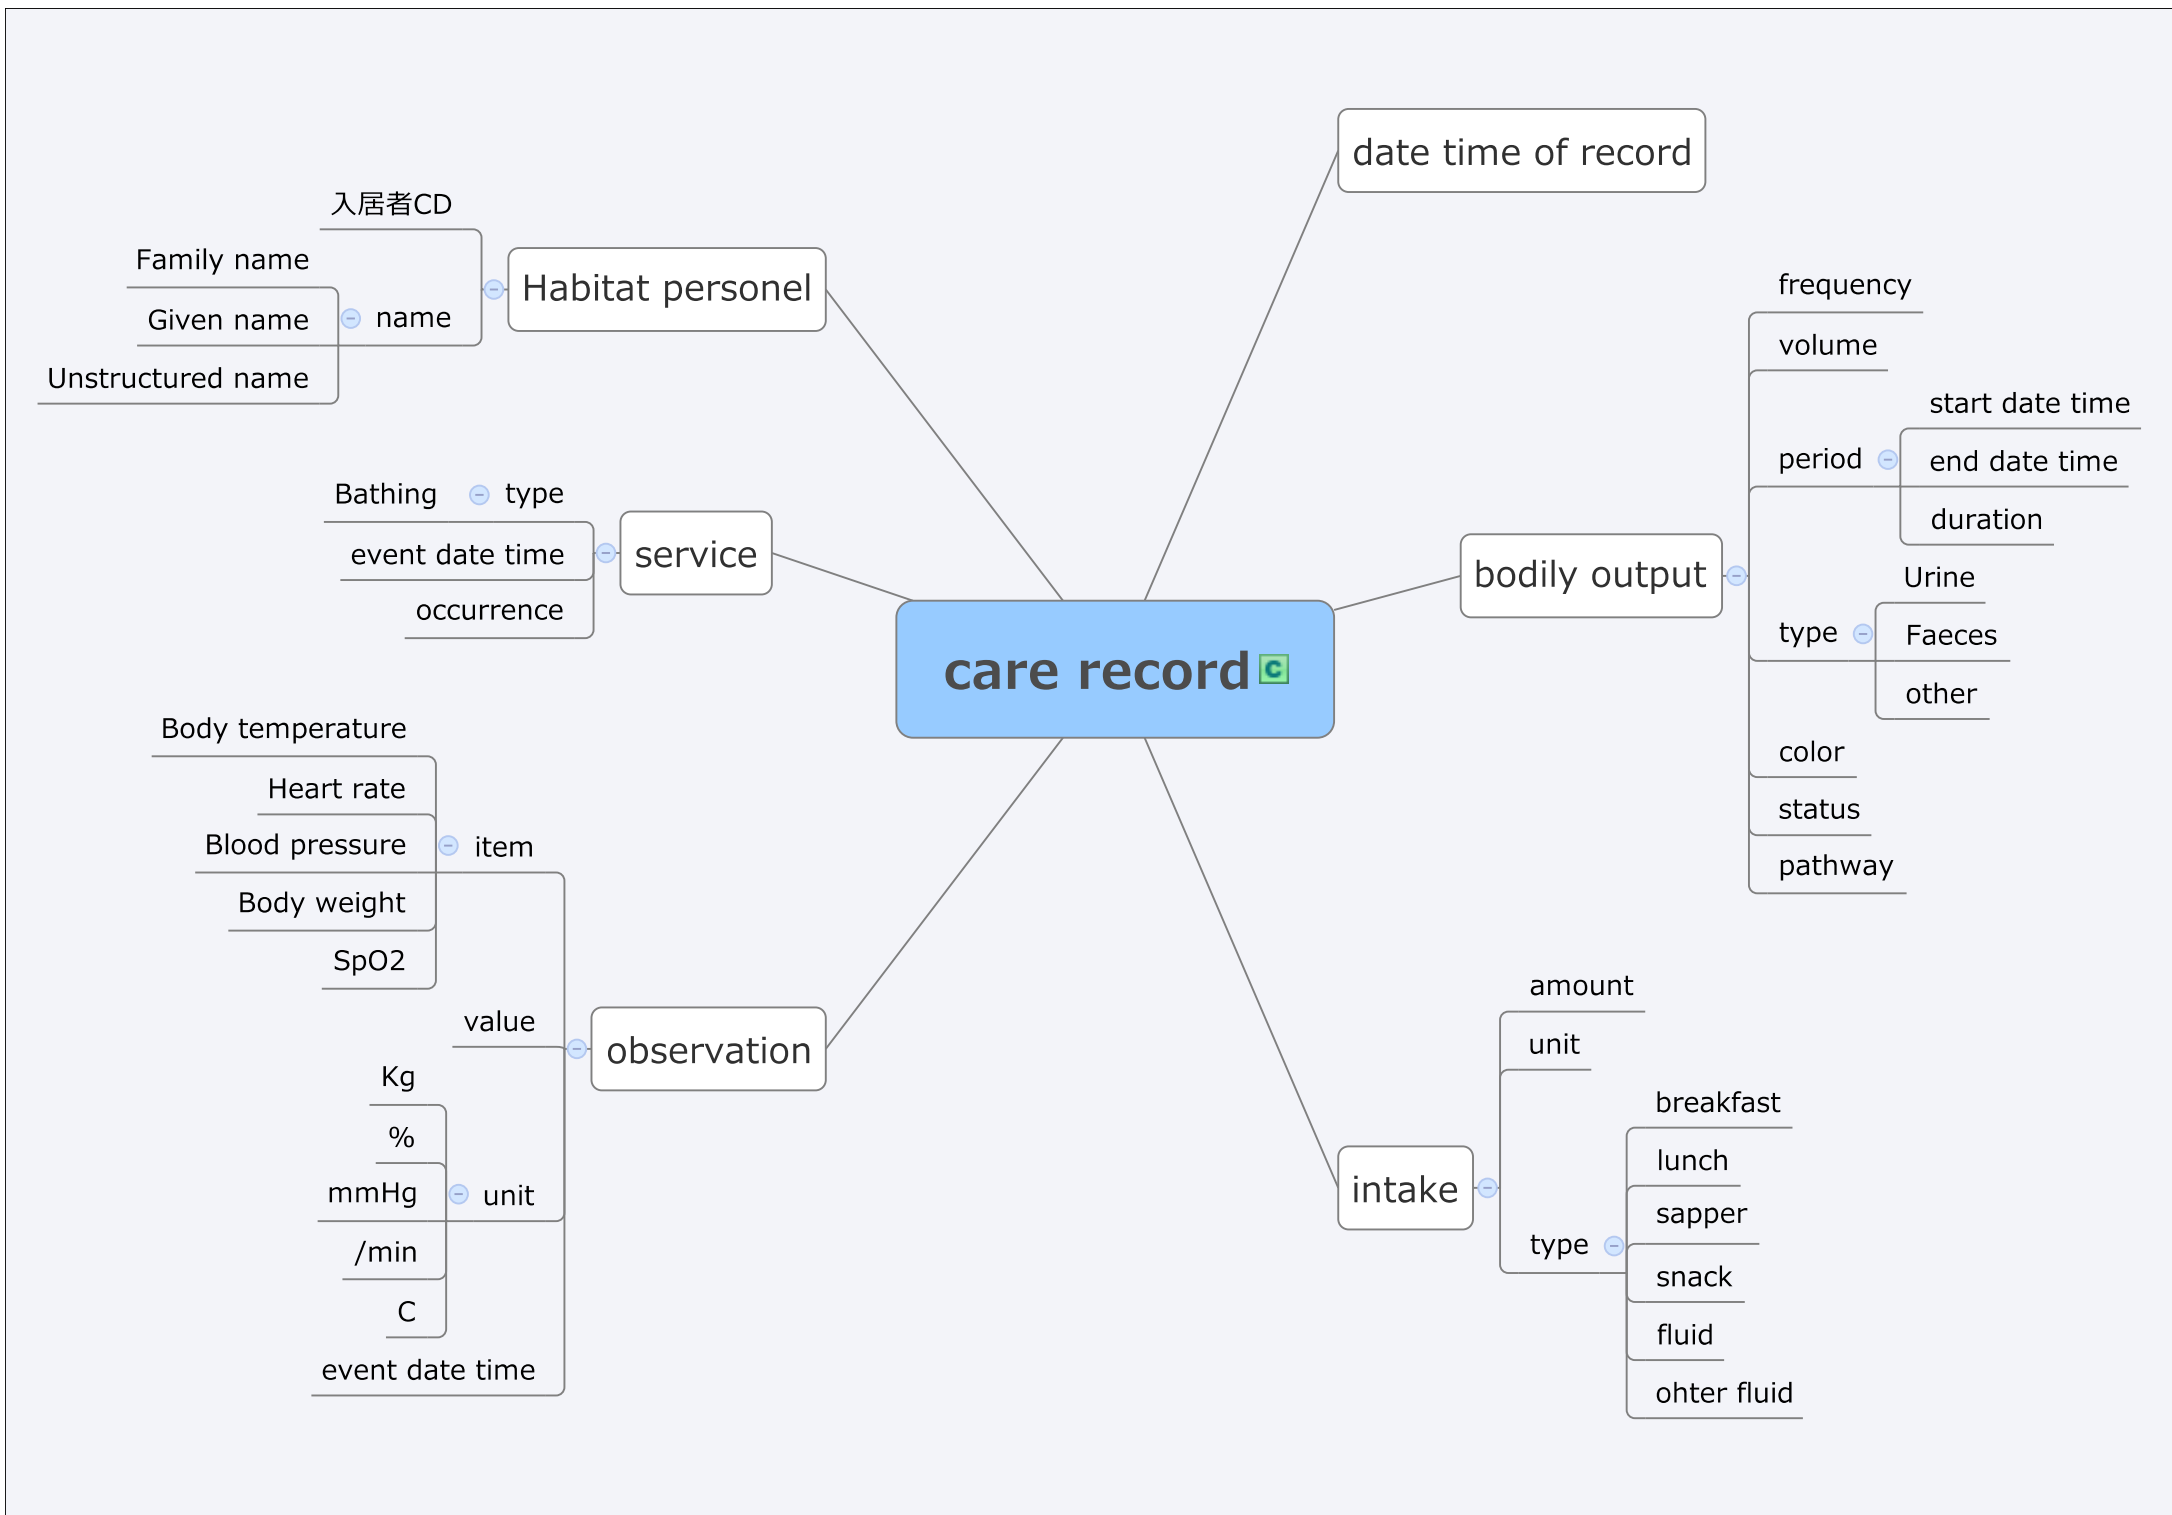 date time of record
入居者CD
Family name
Given name
name
Unstructured name
Habitat personel
frequency
volume
start date time
period
end date time
duration
Bathing
type
event date time
service
occurrence
bodily output
Urine
type
Faeces
other
care record
C
color
status
pathway
Body temperature
Heart rate
Blood pressure
item
Body weight
SpO2
value
observation
Kg
%
mmHg
unit
/min
C
event date time
amount
unit
intake
breakfast
lunch
sapper
type
snack
fluid
ohter fluid